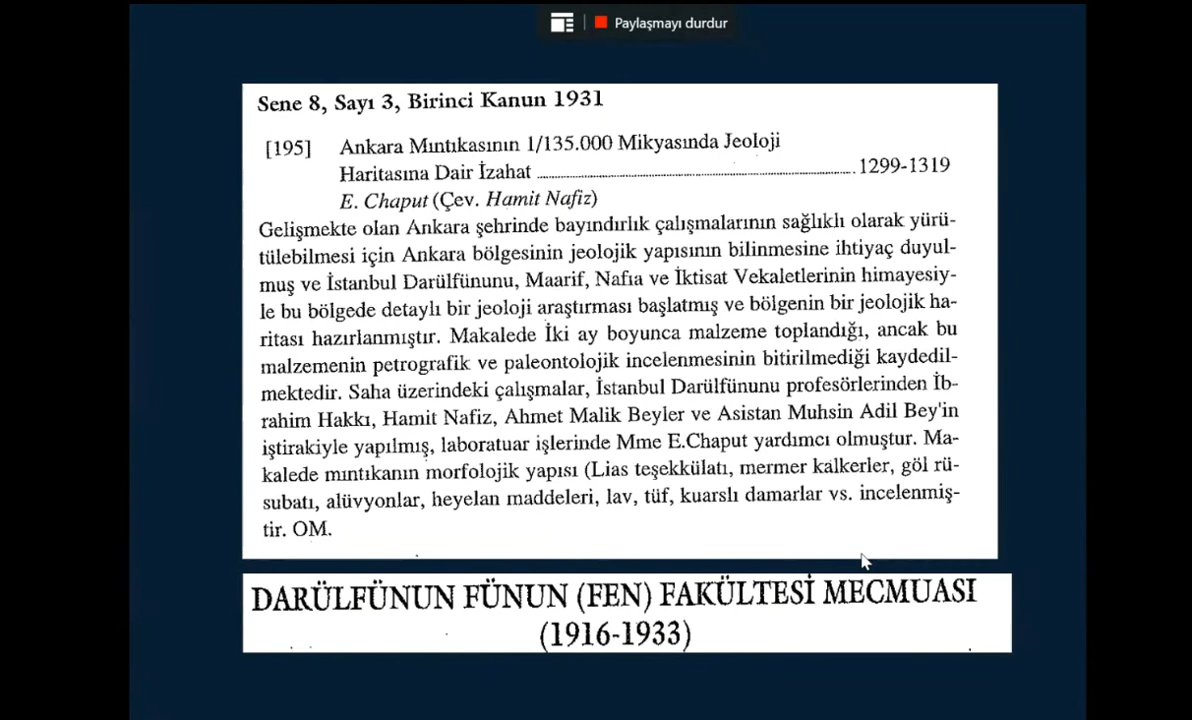 Paylaşmayı durdur
Sene 8, Sayı 3, Birinci Kanun 1931
[195] Ankara Mıntıkasının 1/135.000 Mikyasında Jeoloji
Haritasına Dair İzahat ........................................ 1299-1319
E. Chaput (Çev. Hamit Nafiz)
Gelişmekte olan Ankara şehrinde bayındırlık çalışmalarının sağlıklı olarak yürü-
tülebilmesi için Ankara bölgesinin jeolojik yapısının bilinmesine ihtiyaç duyul-
muş ve İstanbul Darülfünunu, Maarif, Nafıa ve İktisat Vekaletlerinin himayesiy-
le bu bölgede detaylı bir jeoloji araştırması başlatmış ve bölgenin bir jeolojik ha-
ritası hazırlanmıştır. Makalede İki ay boyunca malzeme toplandığı, ancak bu
malzemenin petrografik ve paleontolojik incelenmesinin bitirilmediği kaydedil-
mektedir. Saha üzerindeki çalışmalar, İstanbul Darülfünunu profesörlerinden İb-
rahim Hakkı, Hamit Nafiz, Ahmet Malik Beyler ve Asistan Muhsin Adil Bey'in
iştirakiyle yapılmış, laboratuar işlerinde Mme E.Chaput yardımcı olmuştur. Ma-
kalede mıntıkanın morfolojik yapısı (Lias teşekkülatı, mermer kalkerler, göl rü-
subatı, alüvyonlar, heyelan maddeleri, lav, tüf, kuarslı damarlar vs. incelenmiş-
tir. OM.
DARÜLFÜNUN FÜNUN (FEN) FAKÜLTESİ MECMUASI
(1916-1933)